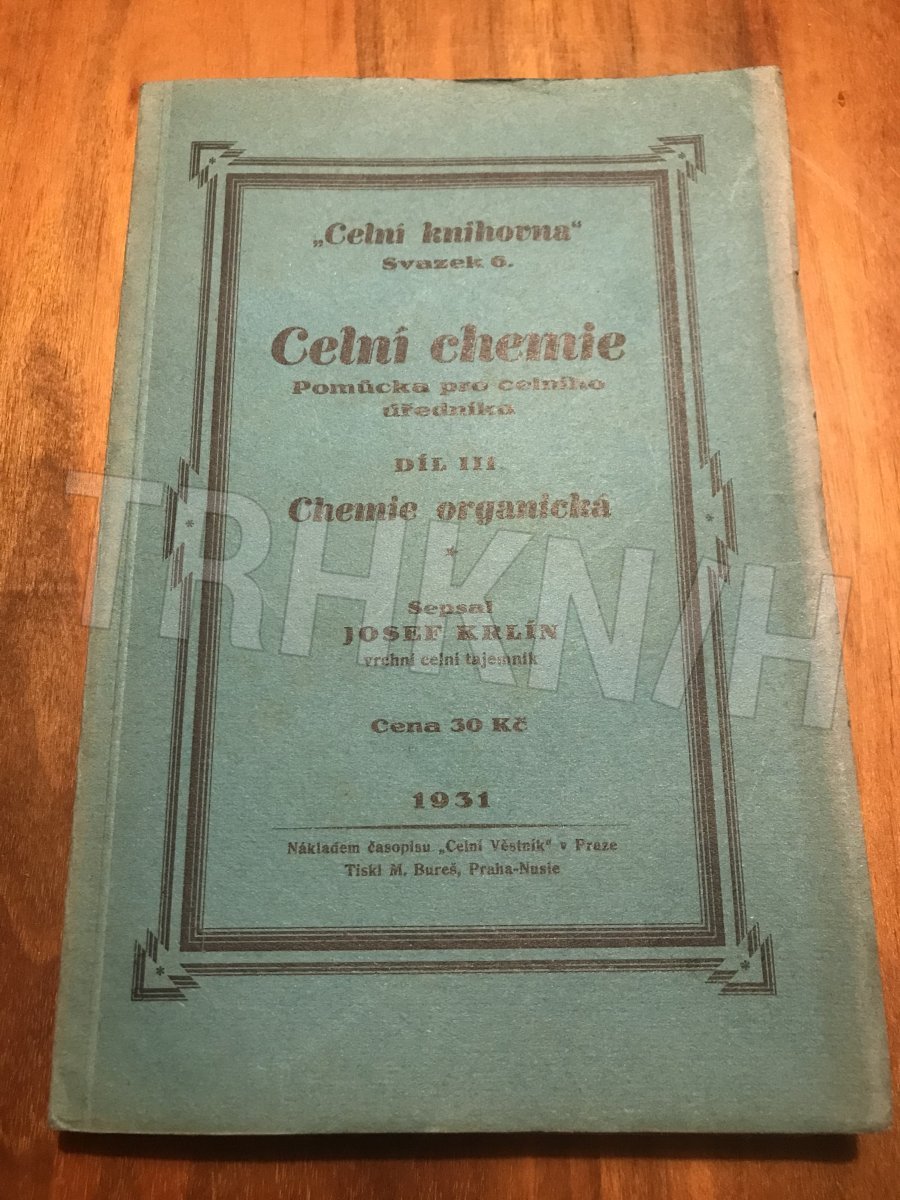 „Celní knihovna“
Svazek 6.
Celní chemie
Pomůcka pro celního
úředníka
DÍL III
Chemie organická
*
Sepsal
JOSEF KRLÍN
vrchní celní tajemník
Cena 30 Kč
1931
Nákladem časopisu „Celní Věstník“ v Praze
Tiskl M. Bureš, Praha-Nusle
TRHKNIH